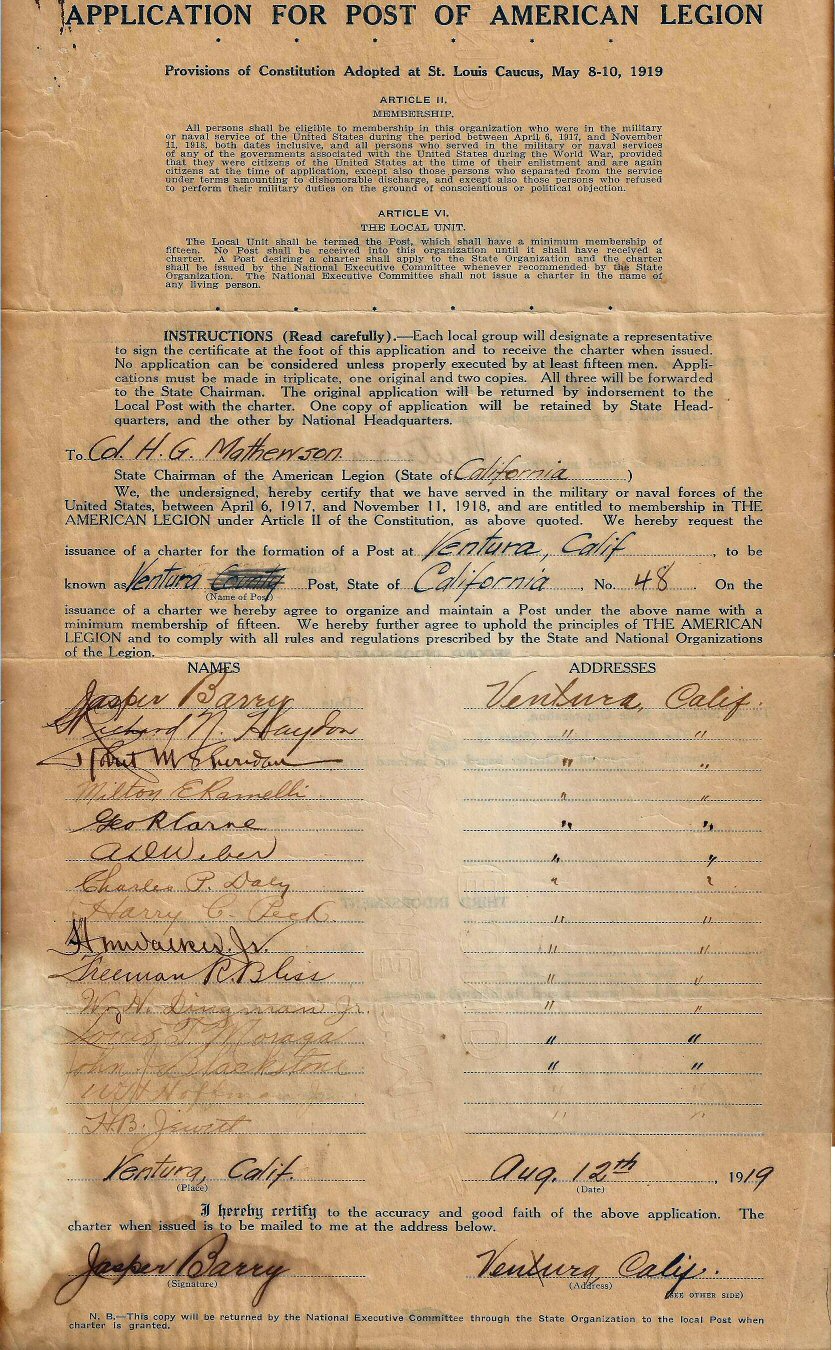 APPLICATION FOR POST OF AMERICAN LEGION
Provisions of Constitution Adopted at St. Louis Caucus, May 8-10, 1919
ARTICLE II.
MEMBERSHIP.
All persons shall be eligible to membership in this organization who were in the military
or naval service of the United States during the period between April 6, 1917, and November
11, 1918, both dates inclusive, and all persons who served in the military or naval services
of any of the governments associated with the United States during the World War, provided
that they were citizens of the United States at the time of their enlistment and are again
citizens at the time of application, except also those persons who separated from the service
under terms amounting to dishonorable discharge, and except also those persons who refused
to perform their military duties on the ground of conscientious or political objection.
ARTICLE VI.
THE LOCAL UNIT.
The Local Unit shall be termed the Post, which shall have a minimum membership of
fifteen. No Post shall be received into this organization until it shall have received a
charter. A Post desiring a charter shall apply to the State Organization and the charter
shall be issued by the National Executive Committee whenever recommended by the State
Organization. The National Executive Committee shall not issue a charter in the name of
any living person.
INSTRUCTIONS (Read carefully).—Each local group will designate a representative
to sign the certificate at the foot of this application and to receive the charter when issued.
No application can be considered unless properly executed by at least fifteen men. Appli-
cations must be made in triplicate, one original and two copies. All three will be forwarded
to the State Chairman. The original application will be returned by indorsement to the
Local Post with the charter. One copy of application will be retained by State Head-
quarters, and the other by National Headquarters.
To Col. H. G. Mathewson
State Chairman of the American Legion (State of California)
We, the undersigned, hereby certify that we have served in the military or naval forces of the
United States, between April 6, 1917, and November 11, 1918, and are entitled to membership in THE
AMERICAN LEGION under Article II of the Constitution, as above quoted. We hereby request the
issuance of a charter for the formation of a Post at Ventura, Calif, to be
known as Ventura County Post, State of California, No. 48. On the
(Name of Post)
issuance of a charter we hereby agree to organize and maintain a Post under the above name with a
minimum membership of fifteen. We hereby further agree to uphold the principles of THE AMERICAN
LEGION and to comply with all rules and regulations prescribed by the State and National Organizations
of the Legion.
NAMES ADDRESSES
Jasper Barry Ventura, Calif.
Richard N. Haydon " "
Robert M Sheridan " "
Milton E Ramelli " "
Geo R Carne " "
A D Weber " "
Charles P. Daly " "
Harry C. Peck " "
Jr. " "
Freeman R. Bliss " "
W. H. Dingman Jr. " "
Louis T. Moraga " "
John J. Blackstone " "
W H Hoffman Jr. " "
H. B. Jewitt " "
Ventura, Calif. Aug. 12th, 1919
(Place) (Date)
I hereby certify to the accuracy and good faith of the above application. The
charter when issued is to be mailed to me at the address below.
Jasper Barry Ventura, Calif.
(Signature) (Address)
(SEE OTHER SIDE)
N. B.—This copy will be returned by the National Executive Committee through the State Organization to the local Post when
charter is granted.